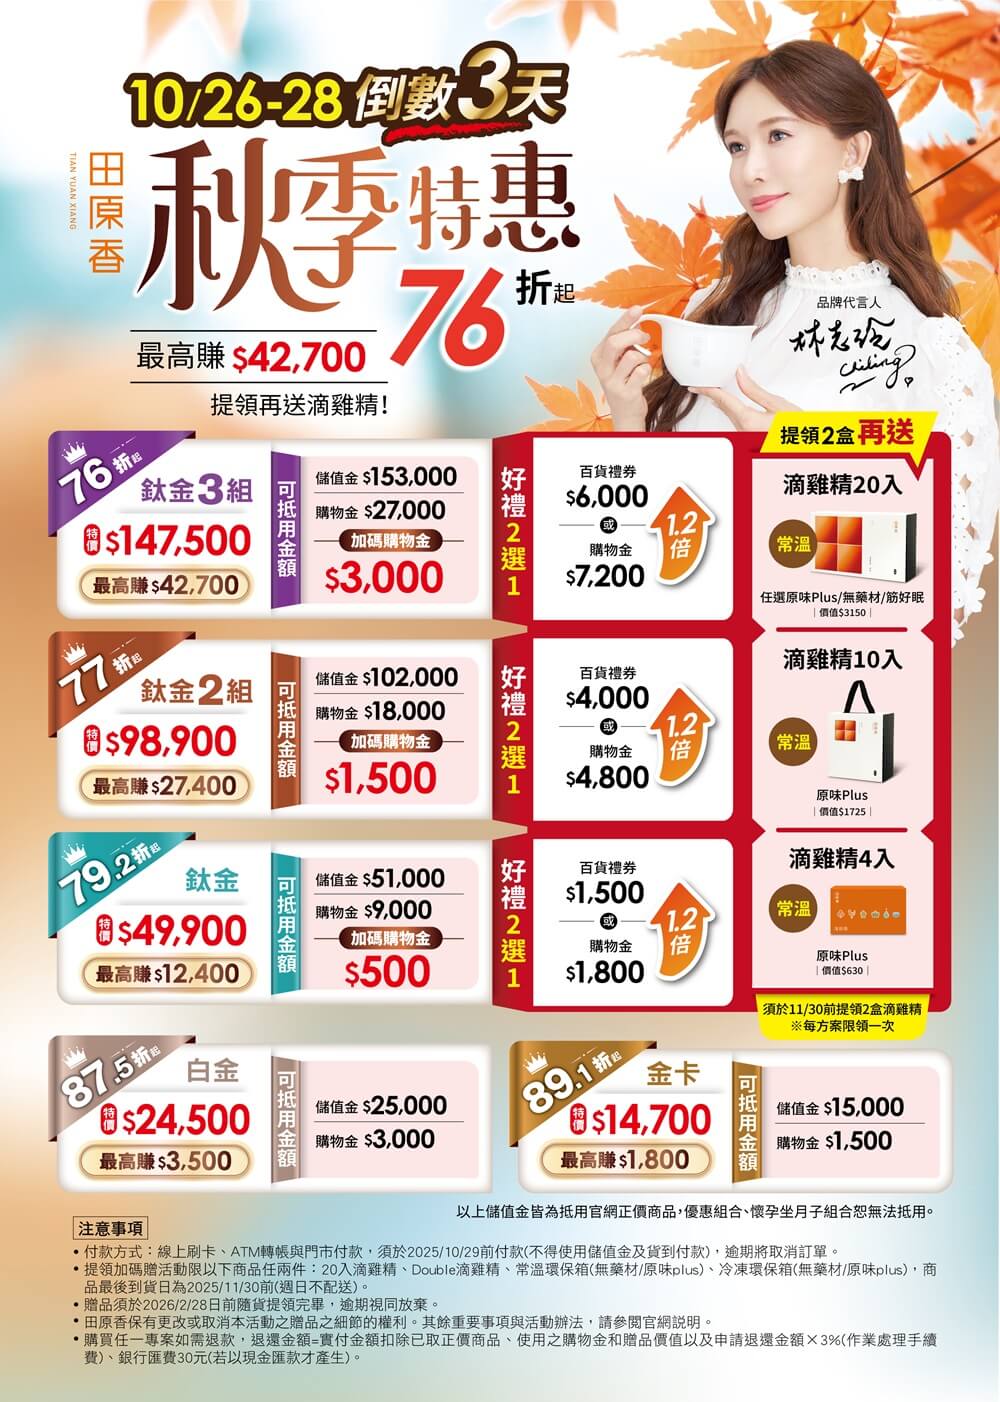 10/26-28 倒數3天
田原香
TIAN YUAN XIANG
秋季特惠
76折起
最高賺 $42,700
提領再送滴雞精!
品牌代言人
林志玲
Chiling
提領2盒再送
76折起
鈦金3組
特價 $147,500
最高賺 $42,700
可抵用金額
儲值金 $153,000
購物金 $27,000
加碼購物金
$3,000
好禮2選1
百貨禮券
$6,000
或
購物金
$7,200
1.2倍
滴雞精20入
常溫
任選原味Plus/無藥材/筋好眠
|價值$3150|
77折起
鈦金2組
特價 $98,900
最高賺 $27,400
可抵用金額
儲值金 $102,000
購物金 $18,000
加碼購物金
$1,500
好禮2選1
百貨禮券
$4,000
或
購物金
$4,800
1.2倍
滴雞精10入
常溫
原味Plus
|價值$1725|
79.2折起
鈦金
特價 $49,900
最高賺 $12,400
可抵用金額
儲值金 $51,000
購物金 $9,000
加碼購物金
$500
好禮2選1
百貨禮券
$1,500
或
購物金
$1,800
1.2倍
滴雞精4入
常溫
原味Plus
|價值$630|
須於11/30前提領2盒滴雞精
※每方案限領一次
87.5折起
白金
特價 $24,500
最高賺 $3,500
可抵用金額
儲值金 $25,000
購物金 $3,000
89.1折起
金卡
特價 $14,700
最高賺 $1,800
可抵用金額
儲值金 $15,000
購物金 $1,500
以上儲值金皆為抵用官網正價商品,優惠組合、懷孕坐月子組合恕無法抵用。
注意事項
• 付款方式：線上刷卡、ATM轉帳與門市付款，須於2025/10/29前付款(不得使用儲值金及貨到付款)，逾期將取消訂單。
• 提領加碼贈活動限以下商品任兩件：20入滴雞精、Double滴雞精、常溫環保箱(無藥材/原味plus)、冷凍環保箱(無藥材/原味plus)，商
品最後到貨日為2025/11/30前(週日不配送)。
• 贈品須於2026/2/28日前隨貨提領完畢，逾期視同放棄。
• 田原香保有更改或取消本活動之贈品之細節的權利。其餘重要事項與活動辦法，請參閱官網說明。
• 購買任一專案如需退款，退還金額=實付金額扣除已取正價商品、使用之購物金和贈品價值以及申請退還金額×3%(作業處理手續
費)、銀行匯費30元(若以現金匯款才產生)。